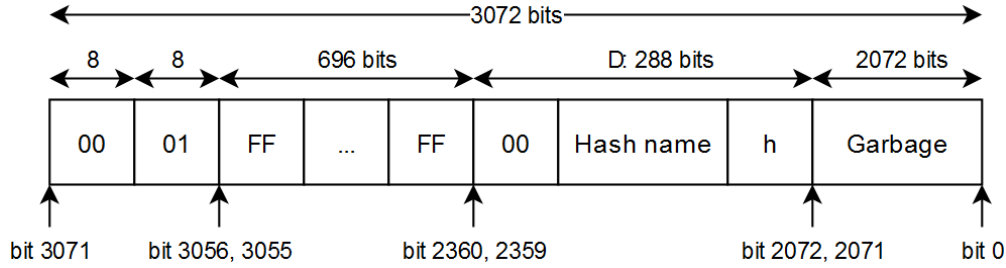 3072 bits
8 8 696 bits D: 288 bits 2072 bits
00 01 FF ... FF 00 Hash name h Garbage
bit 3071 bit 3056, 3055 bit 2360, 2359 bit 2072, 2071 bit 0